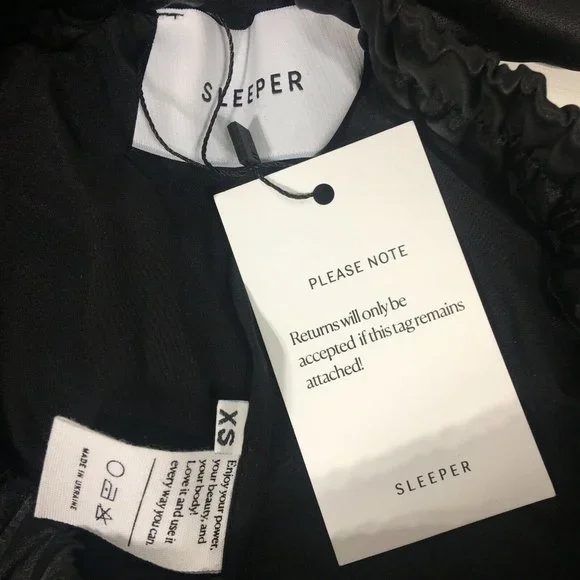 SLEEPER
PLEASE NOTE
Returns will only be
accepted if this tag remains
attached!
SLEEPER
XS
Enjoy your power,
your beauty, and
your body!
Love it and use it
every way you can.
MADE IN UKRAINE